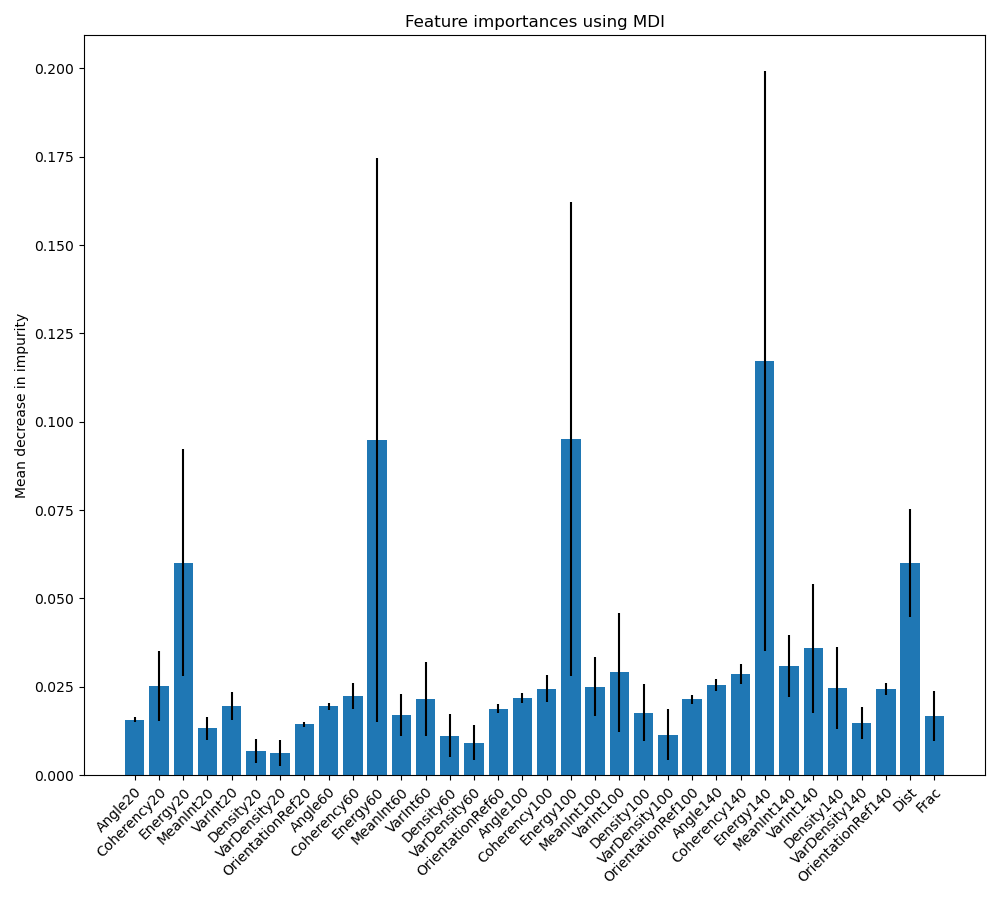 Feature importances using MDI
Mean decrease in impurity
0.200
0.175
0.150
0.125
0.100
0.075
0.050
0.025
0.000
Angle20
Coherency20
Energy20
MeanInt20
VarInt20
Density20
VarDensity20
OrientationRef20
Angle60
Coherency60
Energy60
MeanInt60
VarInt60
Density60
VarDensity60
OrientationRef60
Angle100
Coherency100
Energy100
MeanInt100
VarInt100
Density100
VarDensity100
OrientationRef100
Angle140
Coherency140
Energy140
MeanInt140
VarInt140
Density140
VarDensity140
OrientationRef140
Dist
Frac